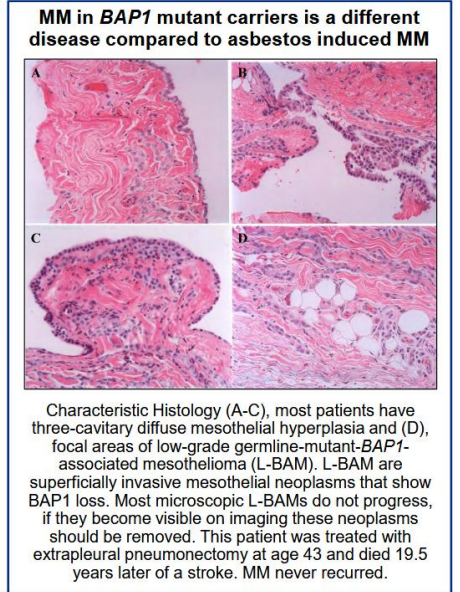 MM in BAP1 mutant carriers is a different
disease compared to asbestos induced MM
A
B
C
D
Characteristic Histology (A-C), most patients have
three-cavitary diffuse mesothelial hyperplasia and (D),
focal areas of low-grade germline-mutant-BAP1-
associated mesothelioma (L-BAM). L-BAM are
superficially invasive mesothelial neoplasms that show
BAP1 loss. Most microscopic L-BAMs do not progress,
if they become visible on imaging these neoplasms
should be removed. This patient was treated with
extrapleural pneumonectomy at age 43 and died 19.5
years later of a stroke. MM never recurred.